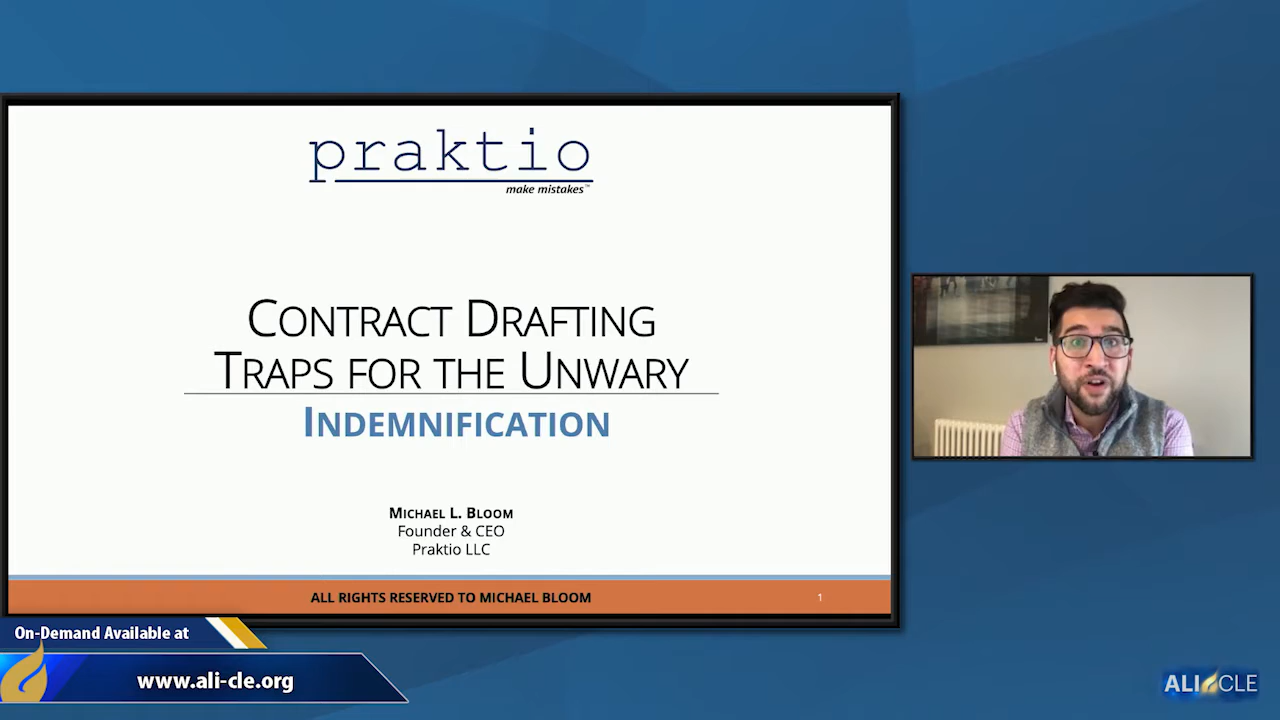 praktio
make mistakes™
CONTRACT DRAFTING
TRAPS FOR THE UNWARY
INDEMNIFICATION
MICHAEL L. BLOOM
Founder & CEO
Praktio LLC
ALL RIGHTS RESERVED TO MICHAEL BLOOM
1
On-Demand Available at
www.ali-cle.org
ALI CLE